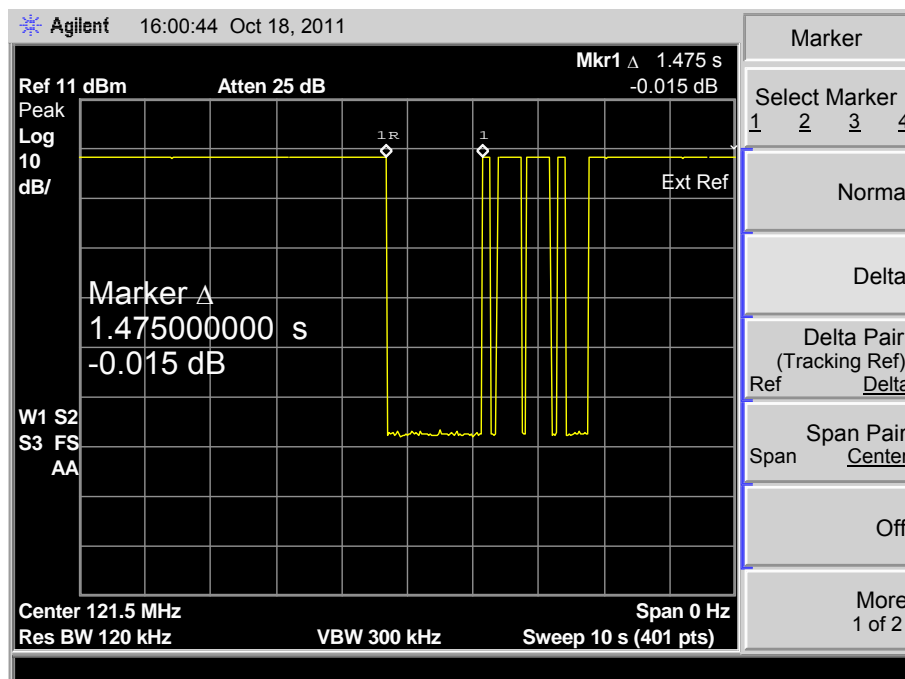 Agilent 16:00:44 Oct 18, 2011
Mkr1 Δ 1.475 s
Ref 11 dBm Atten 25 dB -0.015 dB
Peak
Log
10
dB/
1R 1
Ext Ref
Marker Δ
1.475000000 s
-0.015 dB
W1 S2
S3 FS
AA
Center 121.5 MHz Span 0 Hz
Res BW 120 kHz VBW 300 kHz Sweep 10 s (401 pts)
Marker
Select Marker
1 2 3 4
Norma
Delta
Delta Pair
(Tracking Ref)
Ref Delta
Span Pair
Span Center
Off
More
1 of 2